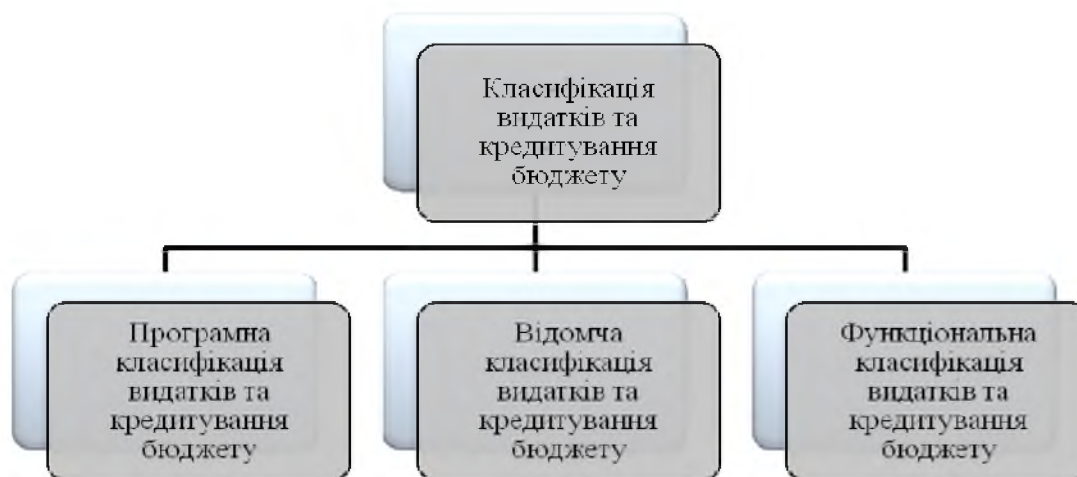 Класифікація
видатків та
кредитування
бюджету
Програмна
класифікація
видатків та
кредитування
бюджету
Відомча
класифікація
видатків та
кредитування
бюджету
Функціональна
класифікація
видатків та
кредитування
бюджету